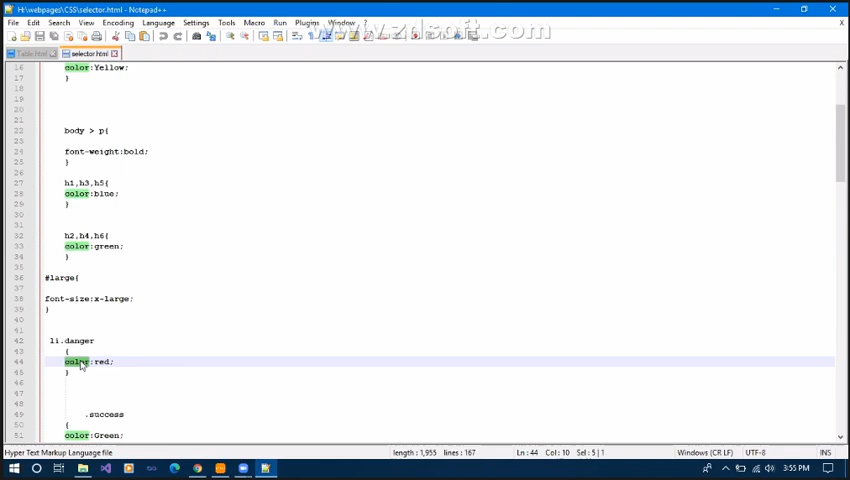 H:\webpages\CSS\selector.html - Notepad++
File Edit Search View Encoding Language Settings Tools Macro Run Plugins Window ?
X
www.zdsoft.com
Table.html selector.html
16 color:Yellow;
17 }
18
19
20
21
22 body > p{
23
24 font-weight:bold;
25 }
26
27 h1,h3,h5{
28 color:blue;
29 }
30
31
32 h2,h4,h6{
33 color:green;
34 }
35
36 #large{
37
38 font-size:x-large;
39 }
40
41
42 li.danger
43 {
44 color:red;
45 }
46
47
48
49 .success
50 {
51 color:Green;
Hyper Text Markup Language file length : 1,955 lines : 167 Ln : 44 Col : 10 Sel : 5 | 1 Windows (CR LF) UTF-8 INS
3:55 PM